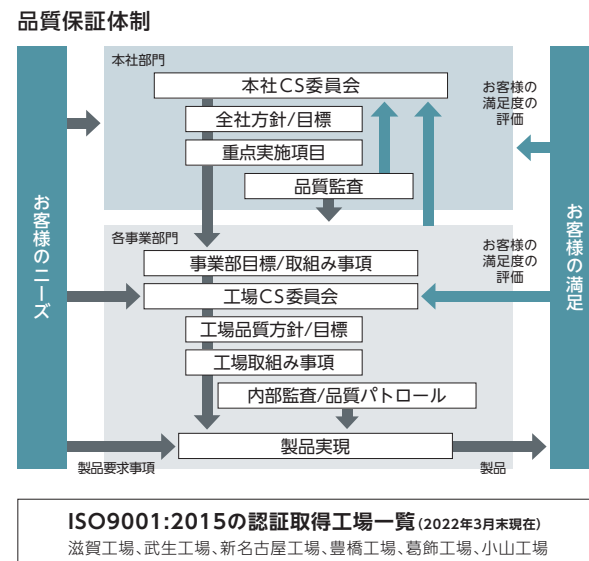 品質保証体制
本社部門
本社CS委員会
全社方針/目標
重点実施項目
品質監査
お客様の
満足度の
評価
お客様のニーズ
各事業部門
事業部目標/取組み事項
工場CS委員会
工場品質方針/目標
工場取組み事項
内部監査/品質パトロール
製品実現
お客様の
満足度の
評価
お客様の満足
製品要求事項
製品
ISO9001:2015の認証取得工場一覧(2022年3月末現在)
滋賀工場、武生工場、新名古屋工場、豊橋工場、葛飾工場、小山工場